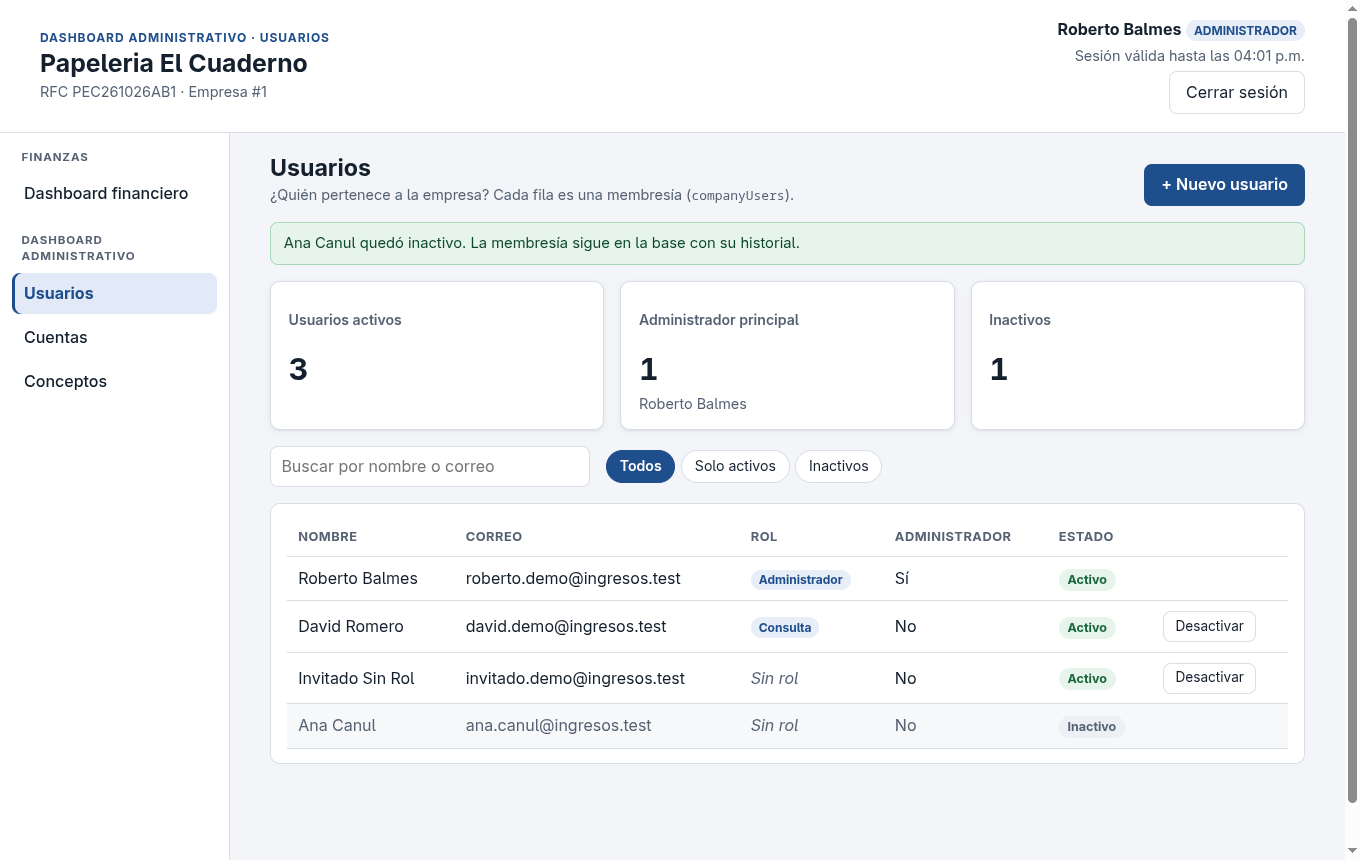 DASHBOARD ADMINISTRATIVO · USUARIOS
Papeleria El Cuaderno
RFC PEC261026AB1 · Empresa #1
Roberto Balmes ADMINISTRADOR
Sesión válida hasta las 04:01 p.m.
Cerrar sesión
FINANZAS
Dashboard financiero
DASHBOARD
ADMINISTRATIVO
Usuarios
Cuentas
Conceptos
Usuarios
¿Quién pertenece a la empresa? Cada fila es una membresía (companyUsers).
+ Nuevo usuario
Ana Canul quedó inactivo. La membresía sigue en la base con su historial.
Usuarios activos
3
Administrador principal
1
Roberto Balmes
Inactivos
1
Buscar por nombre o correo
Todos Solo activos Inactivos
NOMBRE CORREO ROL ADMINISTRADOR ESTADO
Roberto Balmes roberto.demo@ingresos.test Administrador Sí Activo
David Romero david.demo@ingresos.test Consulta No Activo Desactivar
Invitado Sin Rol invitado.demo@ingresos.test Sin rol No Activo Desactivar
Ana Canul ana.canul@ingresos.test Sin rol No Inactivo